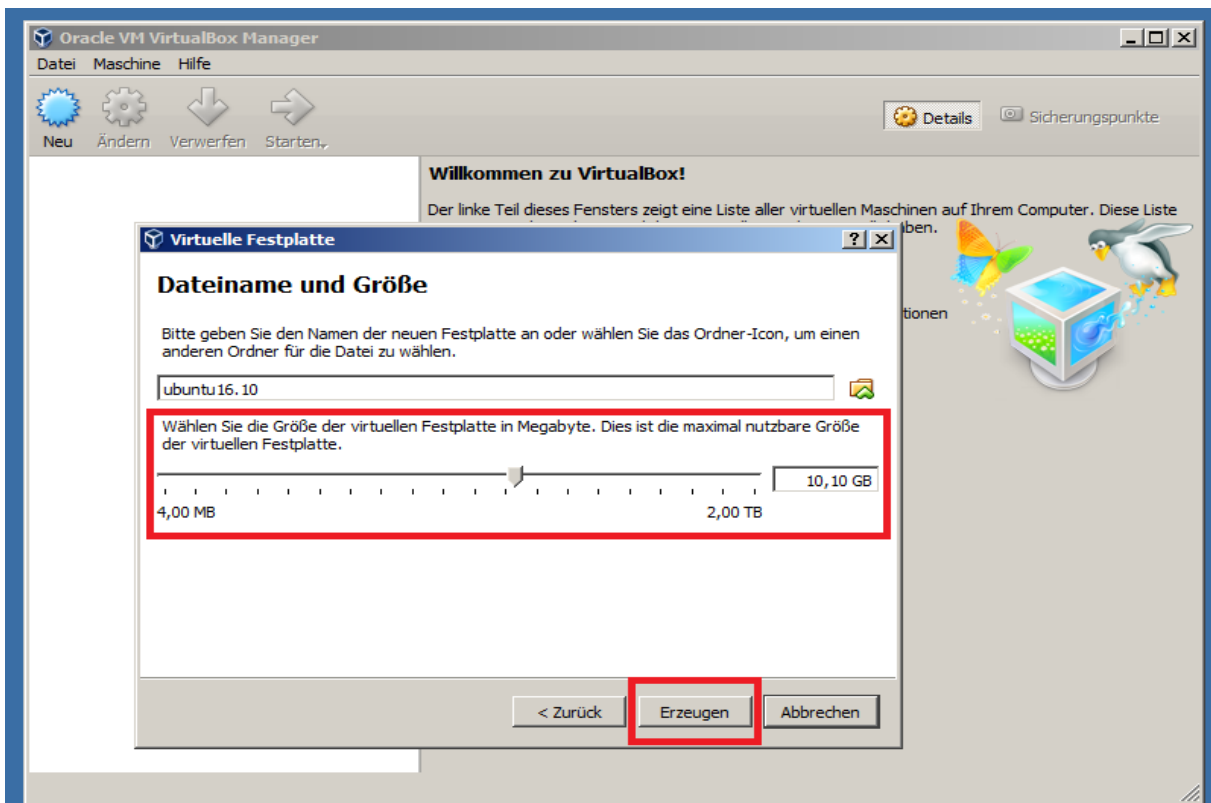 Oracle VM VirtualBox Manager
Datei Maschine Hilfe
Neu Ändern Verwerfen Starten
Details Sicherungspunkte
Willkommen zu VirtualBox!
Der linke Teil dieses Fensters zeigt eine Liste aller virtuellen Maschinen auf Ihrem Computer. Diese Liste
Virtuelle Festplatte
Dateiname und Größe
tionen
Bitte geben Sie den Namen der neuen Festplatte an oder wählen Sie das Ordner-Icon, um einen
anderen Ordner für die Datei zu wählen.
ubuntu16.10
Wählen Sie die Größe der virtuellen Festplatte in Megabyte. Dies ist die maximal nutzbare Größe
der virtuellen Festplatte.
10,10 GB
4,00 MB 2,00 TB
< Zurück Erzeugen Abbrechen